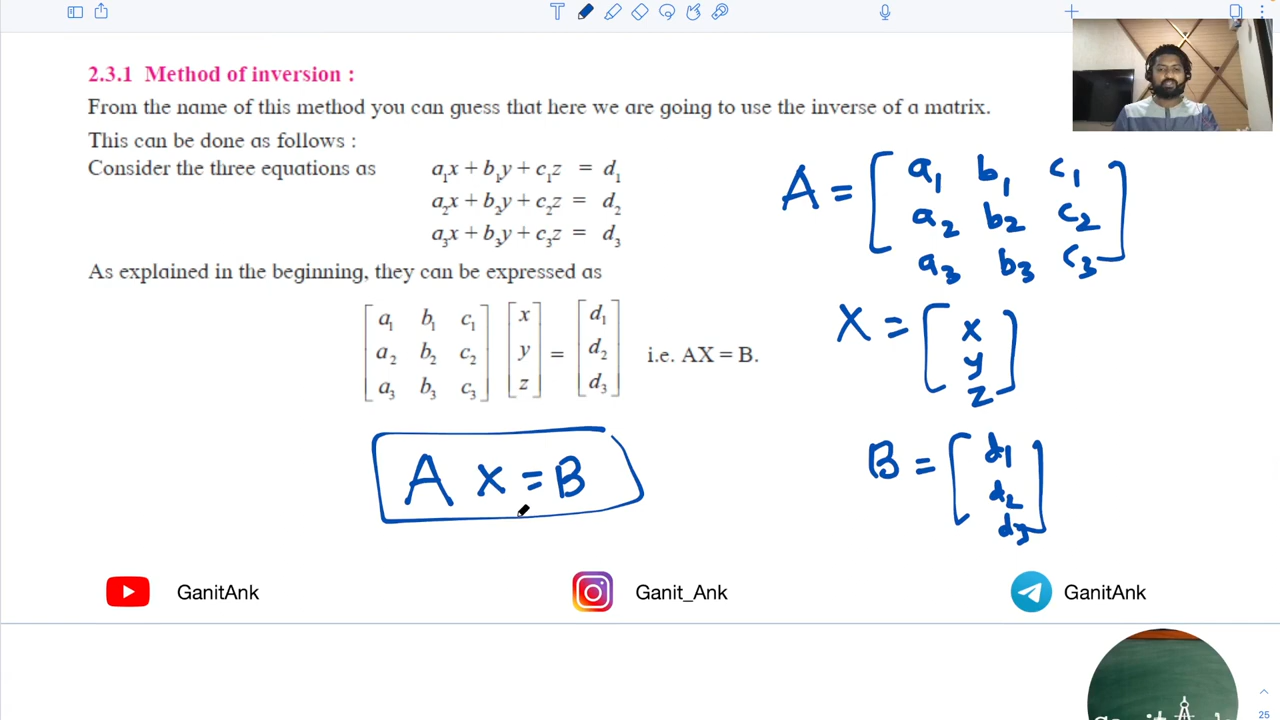 2.3.1 Method of inversion :
From the name of this method you can guess that here we are going to use the inverse of a matrix.
This can be done as follows :
Consider the three equations as a₁x + b₁y + c₁z = d₁
a₂x + b₂y + c₂z = d₂
a₃x + b₃y + c₃z = d₃
As explained in the beginning, they can be expressed as
[a₁ b₁ c₁] [x] [d₁]
[a₂ b₂ c₂] [y] = [d₂] i.e. AX = B.
[a₃ b₃ c₃] [z] [d₃]
A X = B
A = [a₁ b₁ c₁
a₂ b₂ c₂
a₃ b₃ c₃]
X = [x
y
z]
B = [d₁
d₂
d₃]
GanitAnk Ganit_Ank GanitAnk
25